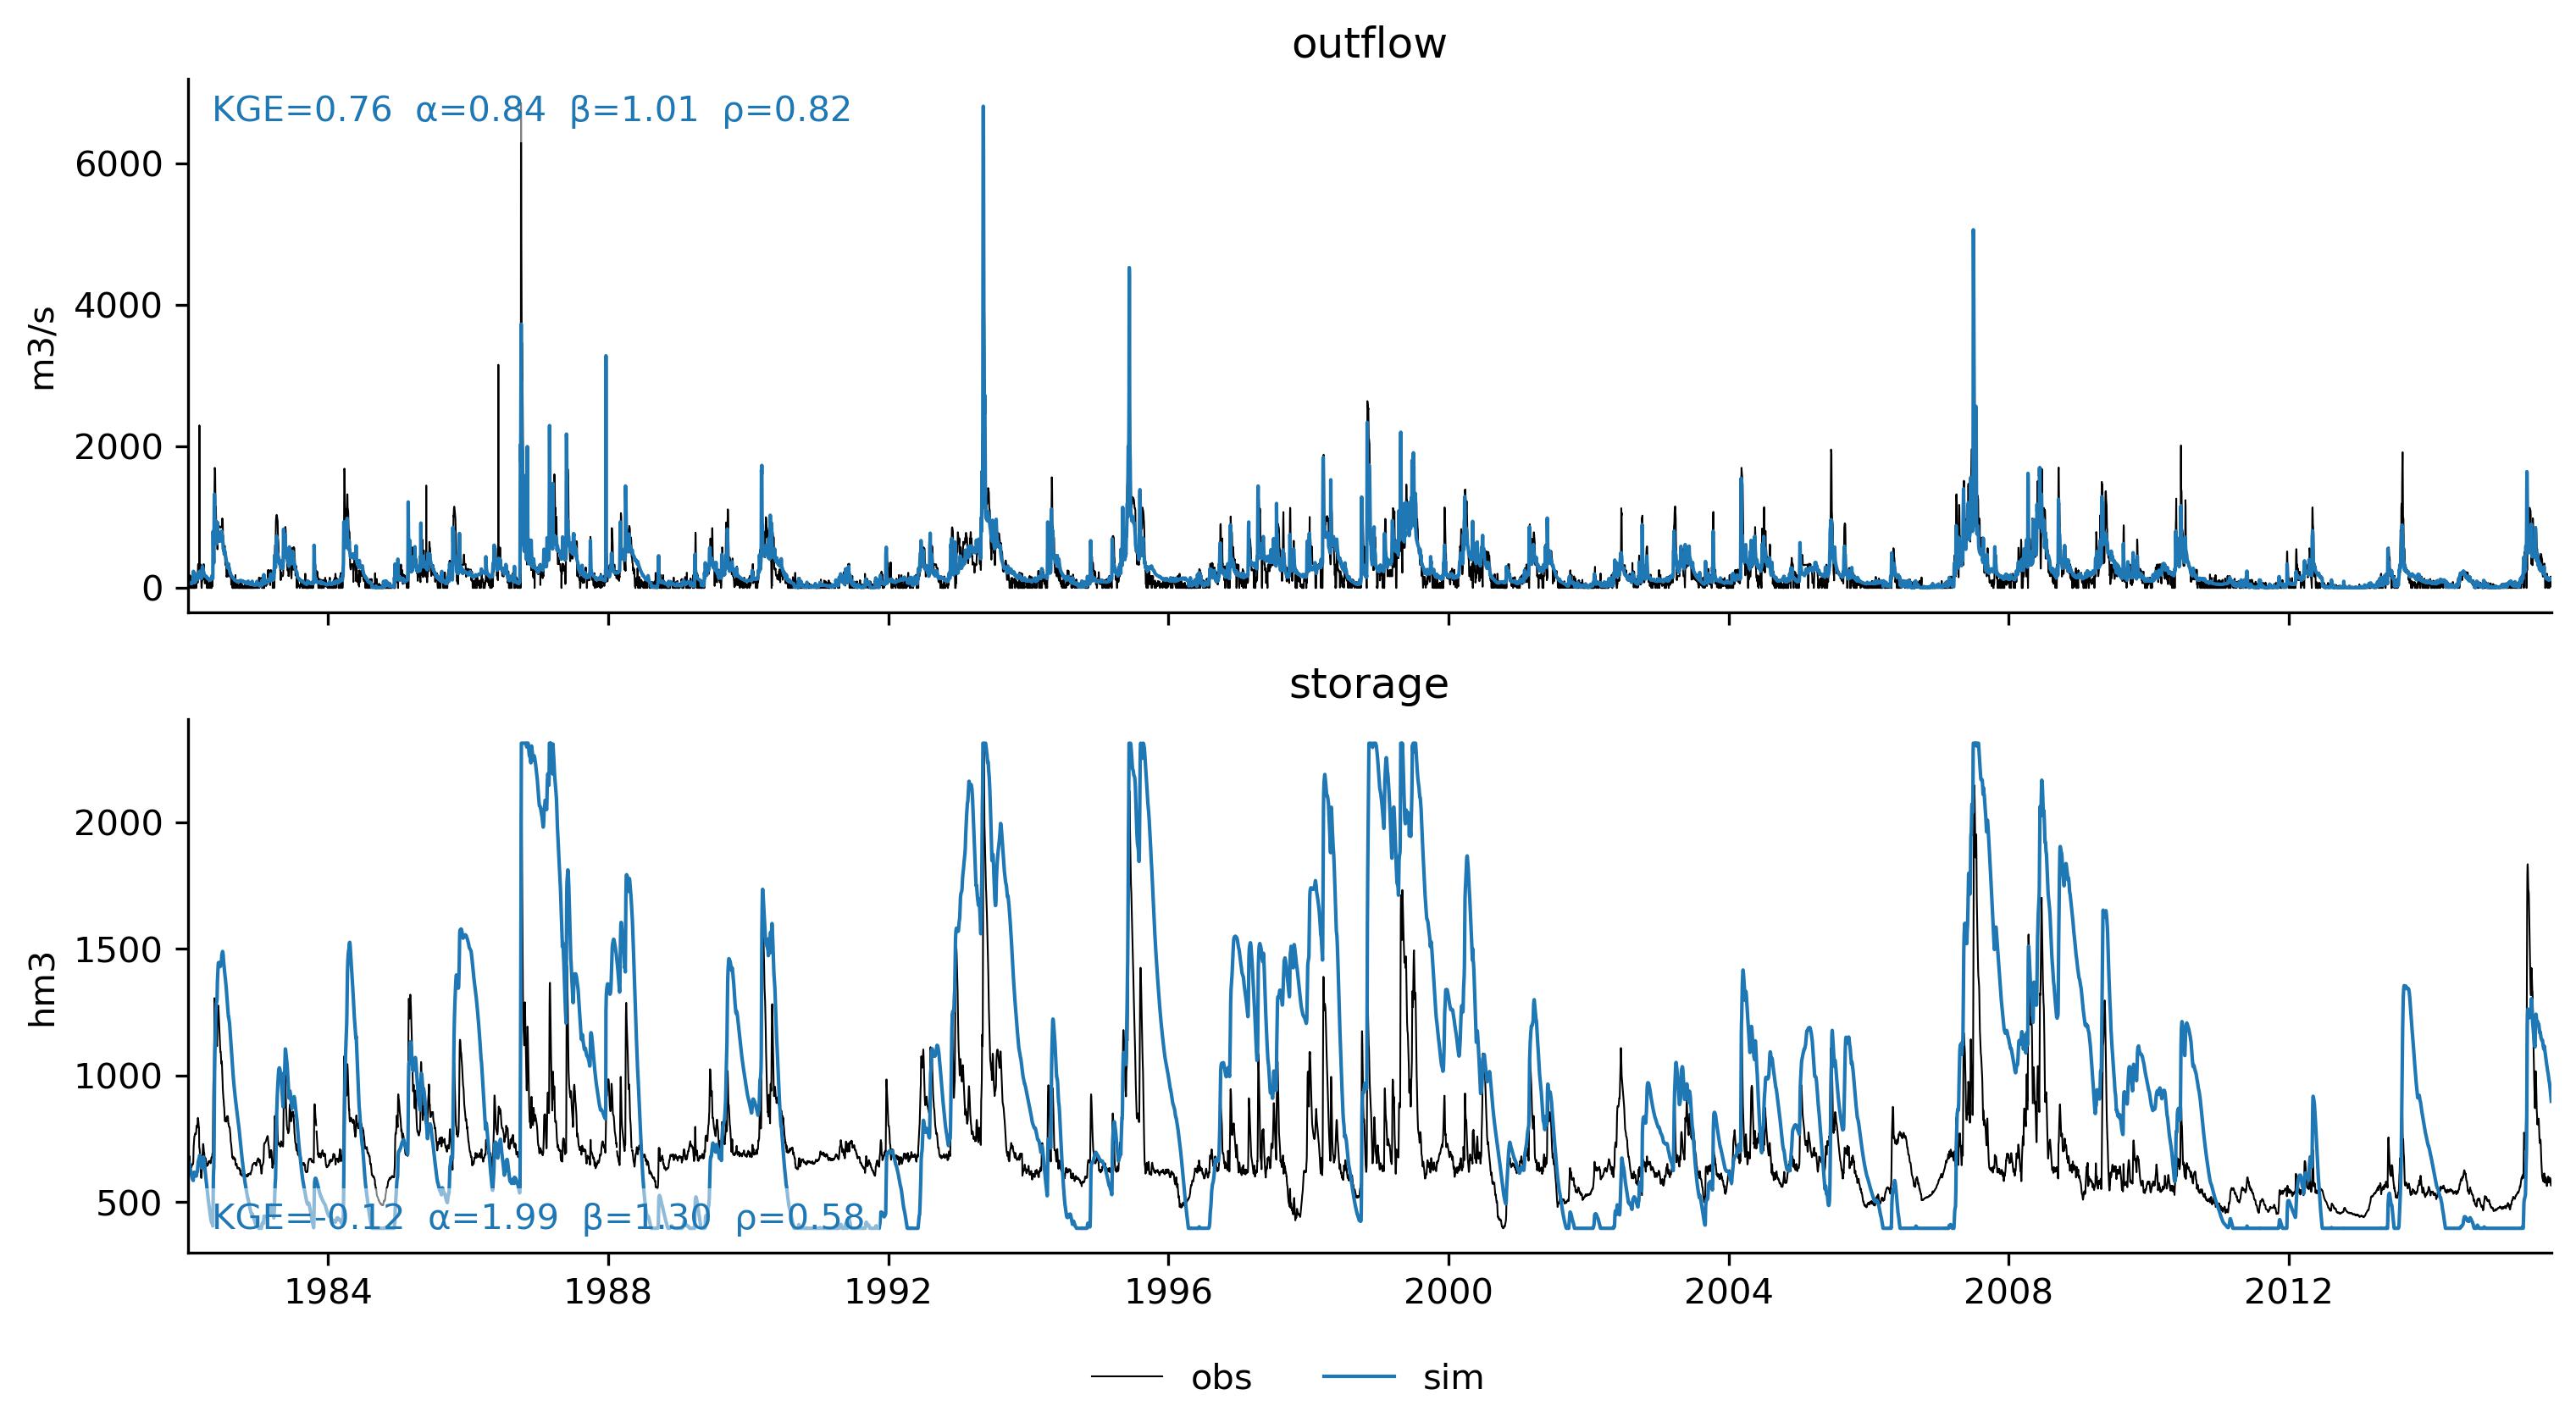 outflow
KGE=0.76 α=0.84 β=1.01 ρ=0.82
6000
4000
2000
0
m3/s
storage
2000
1500
1000
500
hm3
KGE=-0.12 α=1.99 β=1.30 ρ=0.58
1984 1988 1992 1996 2000 2004 2008 2012
obs sim